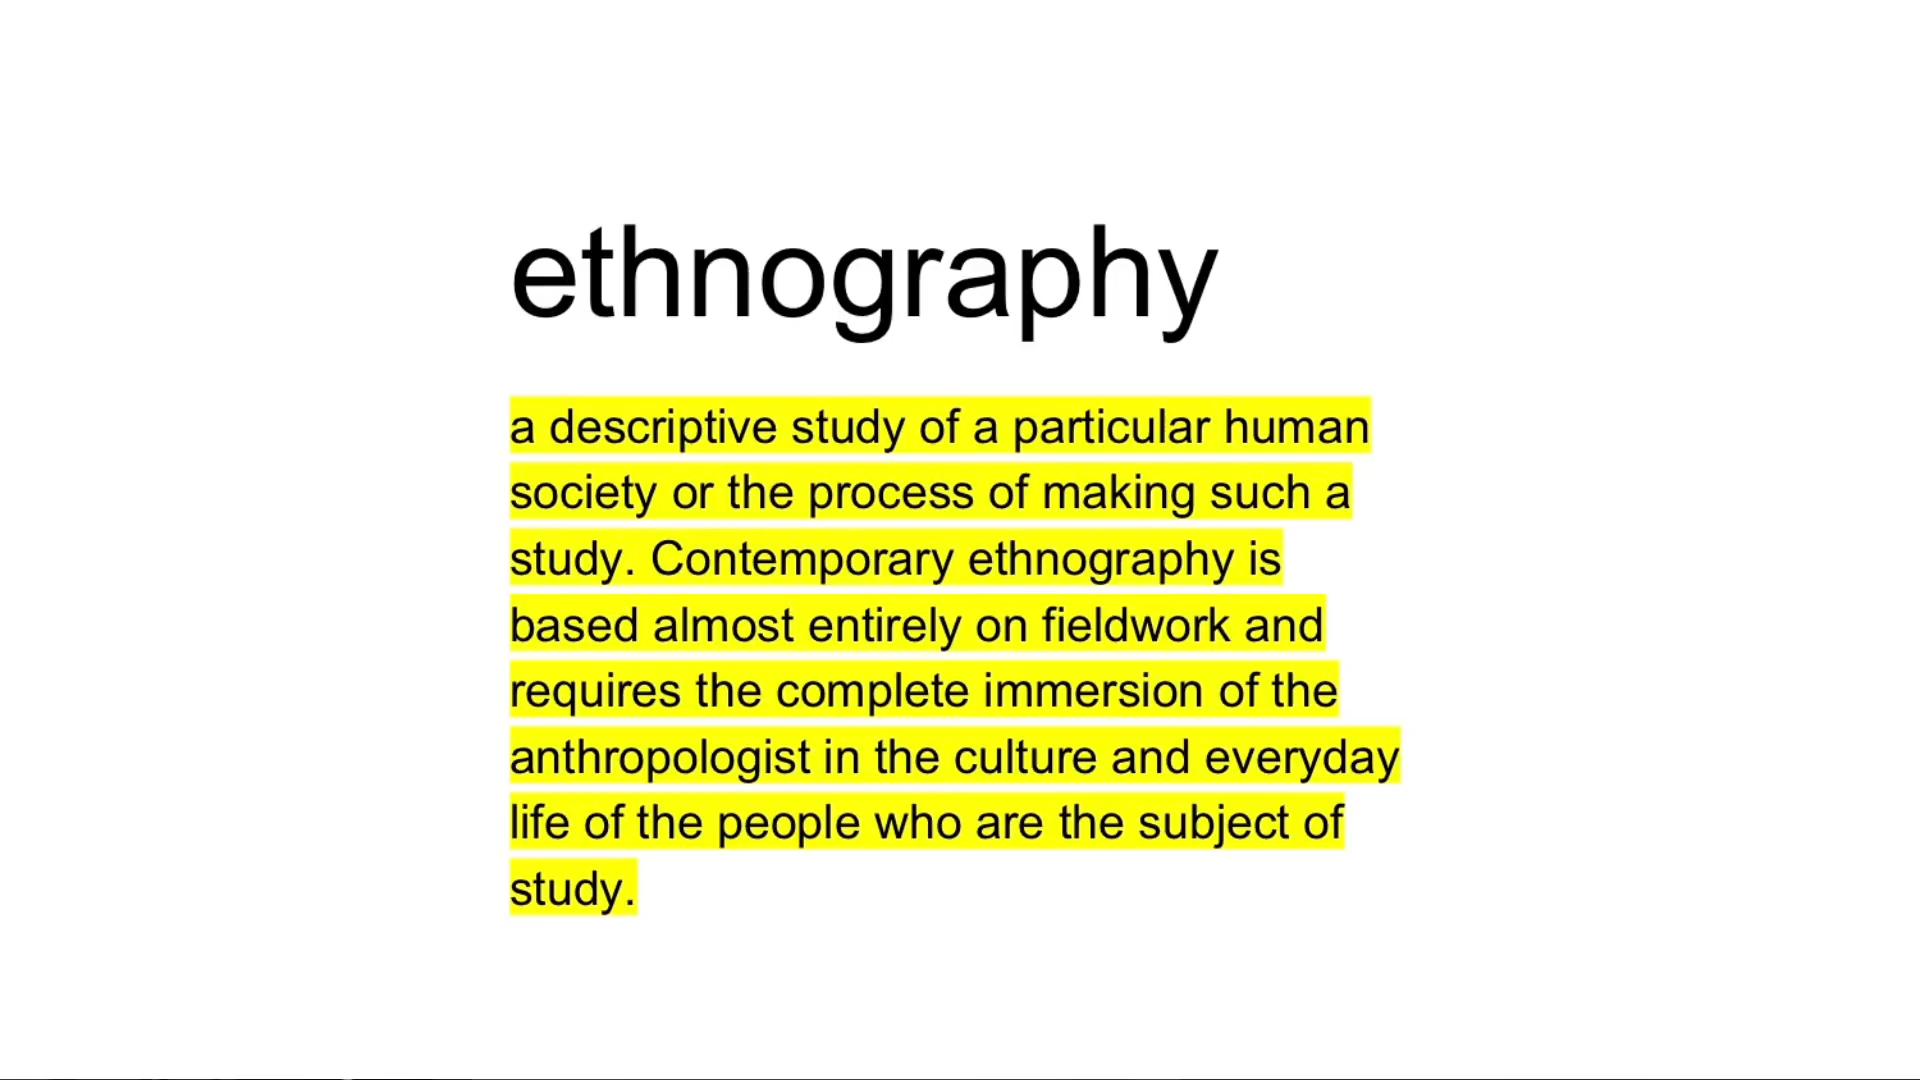 ethnography
a descriptive study of a particular human
society or the process of making such a
study. Contemporary ethnography is
based almost entirely on fieldwork and
requires the complete immersion of the
anthropologist in the culture and everyday
life of the people who are the subject of
study.